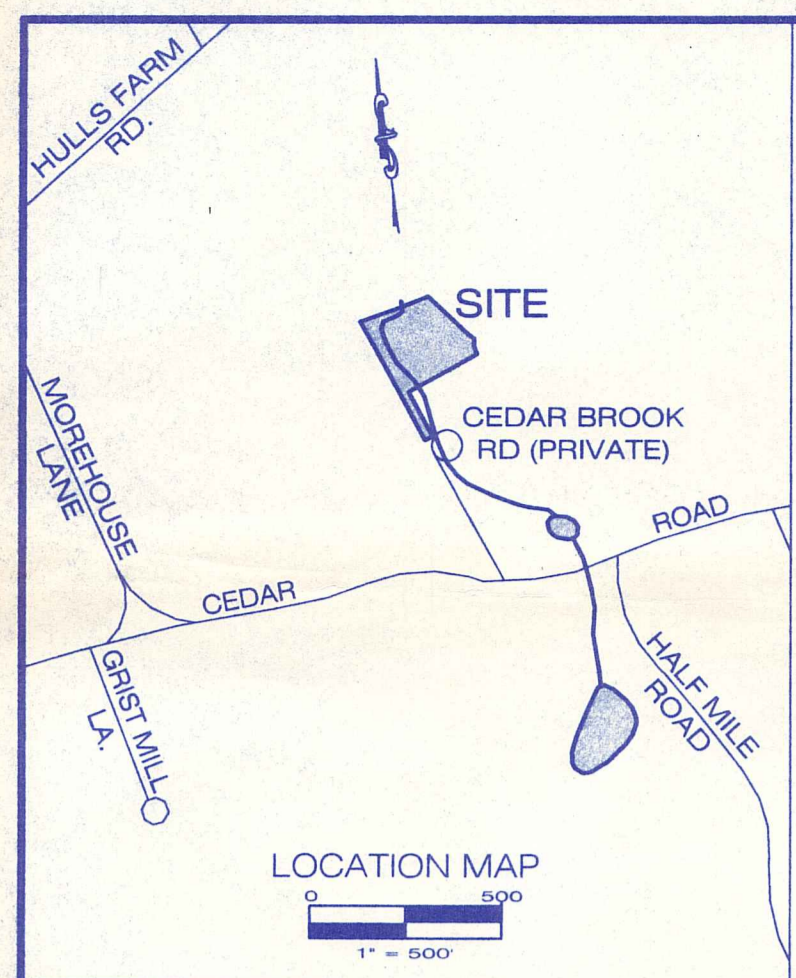 HULLS FARM
RD.
SITE
CEDAR BROOK
RD (PRIVATE)
MOREHOUSE
LANE
CEDAR
ROAD
GRIST MILL
LA.
HALF MILE
ROAD
LOCATION MAP
0 500
1" = 500'